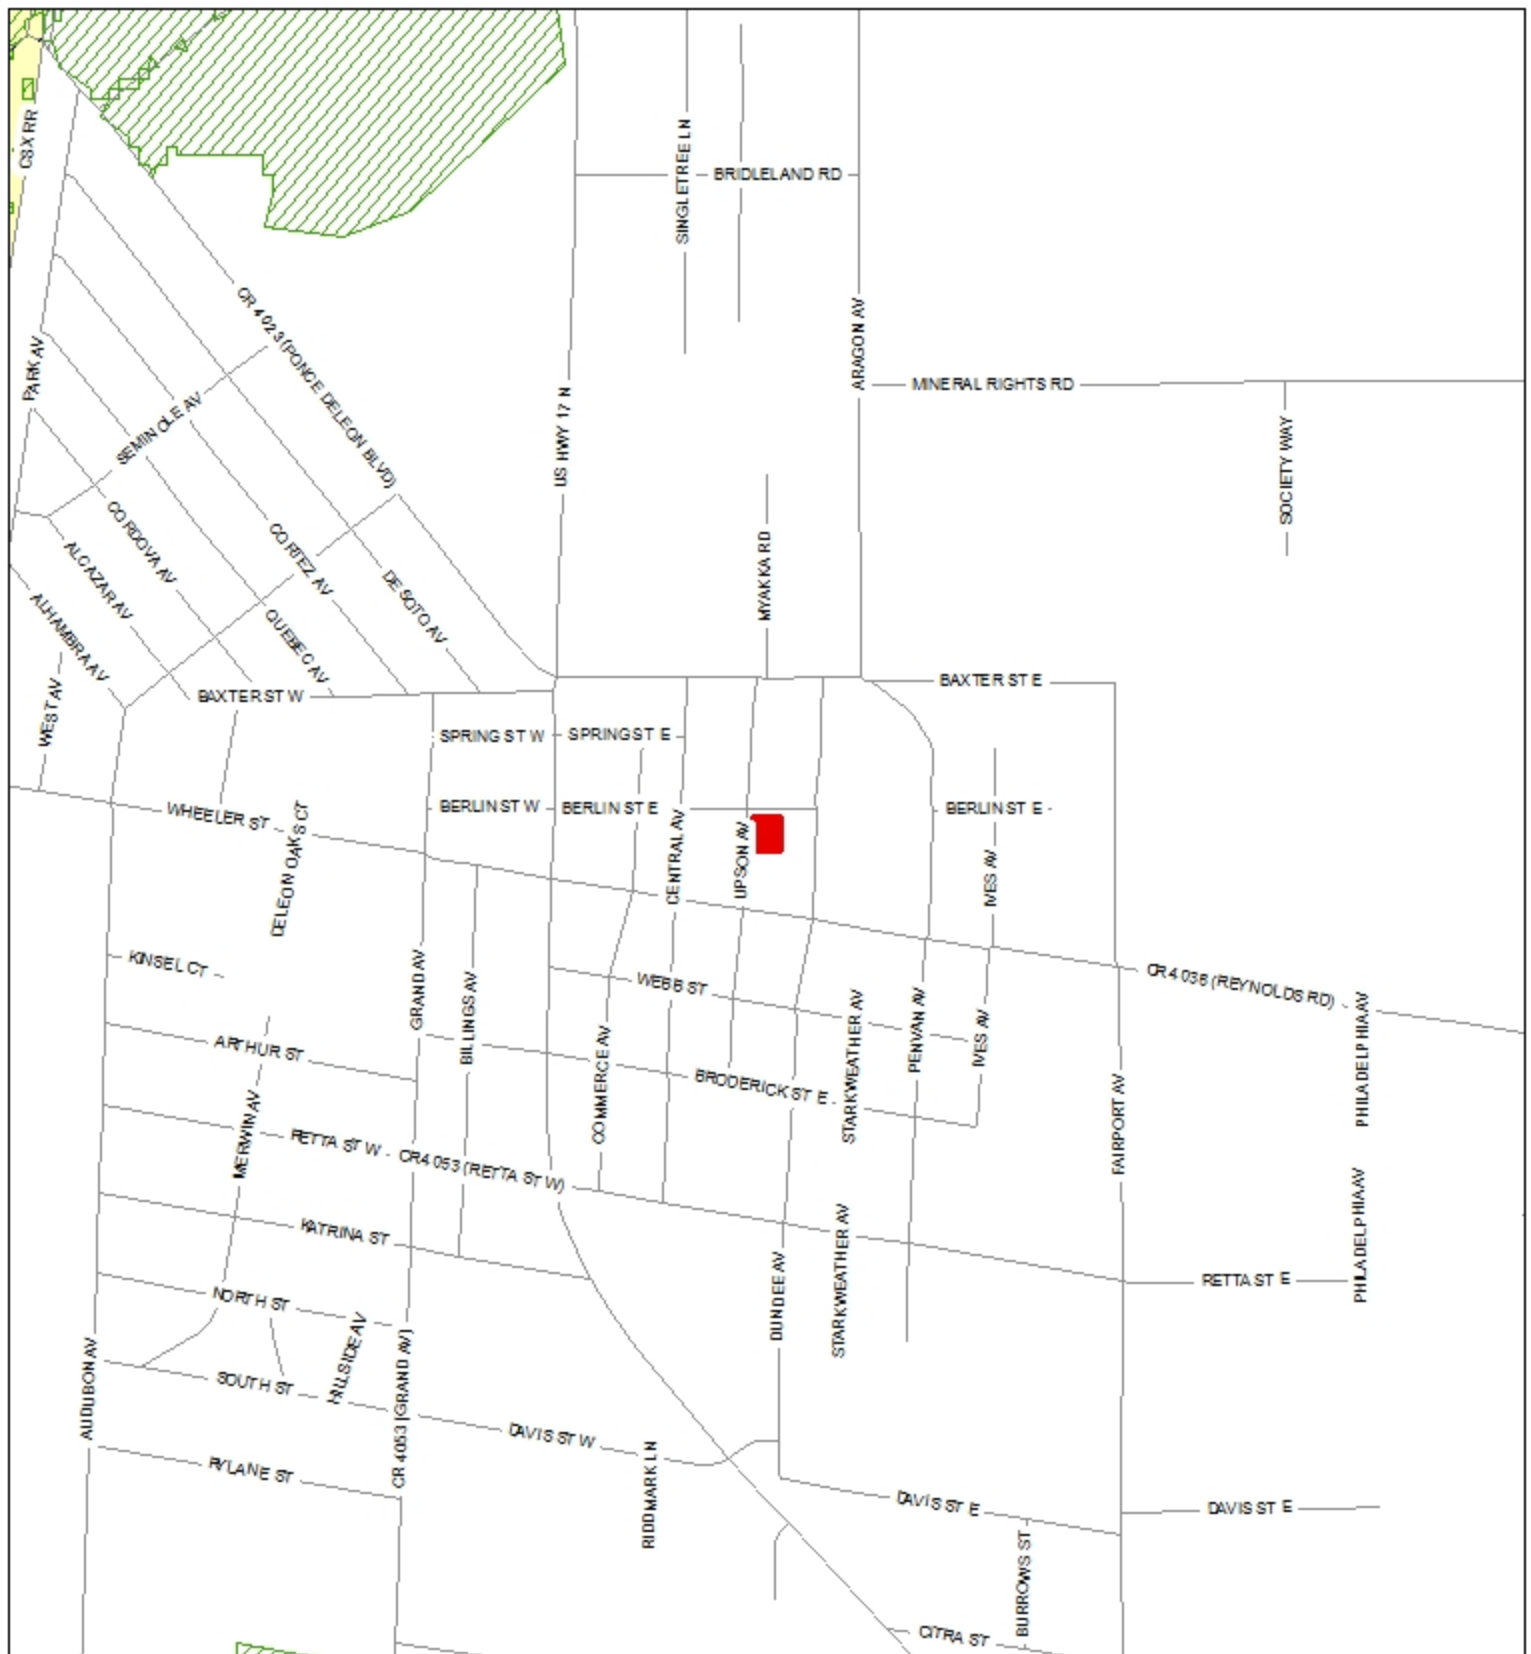 CSX RR
SINGLETREE LN
BRIDLELAND RD
CR 4023 (PONCE DELEON BLVD)
ARAGON AV
PARK AV
MINERAL RIGHTS RD
US HWY 17 N
SEMINOLE AV
SOCIETY WAY
CORDOVA AV
CORTEZ AV
ALCAZAR AV
MYAKKA RD
DE SOTO AV
ALHAMBRA AV
QUEBEC AV
WEST AV
BAXTER ST W
BAXTER ST E
SPRING ST W
SPRING ST E
WHEELER ST
BERLIN ST W
BERLIN ST E
BERLIN ST E
DELEON OAKS CT
CENTRAL AV
UPSON AV
IVES AV
KINSEL CT
GRAND AV
BILLINGS AV
WEBB ST
CR 4036 (REYNOLDS RD)
STARKWEATHER AV
PENVAN AV
IVES AV
PHILADELPHIA AV
ARTHUR ST
COMMERCE AV
BRODERICK ST E
FAIRPORT AV
MERWIN AV
RETTA ST W
CR 4053 (RETTA ST W)
KATRINA ST
STARKWEATHER AV
PHILADELPHIA AV
DUNDEE AV
RETTA ST E
NORTH ST
HILLSIDE AV
AUDUBON AV
SOUTH ST
CR 4053 (GRAND AV)
DAVIS ST W
RIDDMARK LN
RYLANE ST
DAVIS ST E
DAVIS ST E
BURROWS ST
CITRA ST